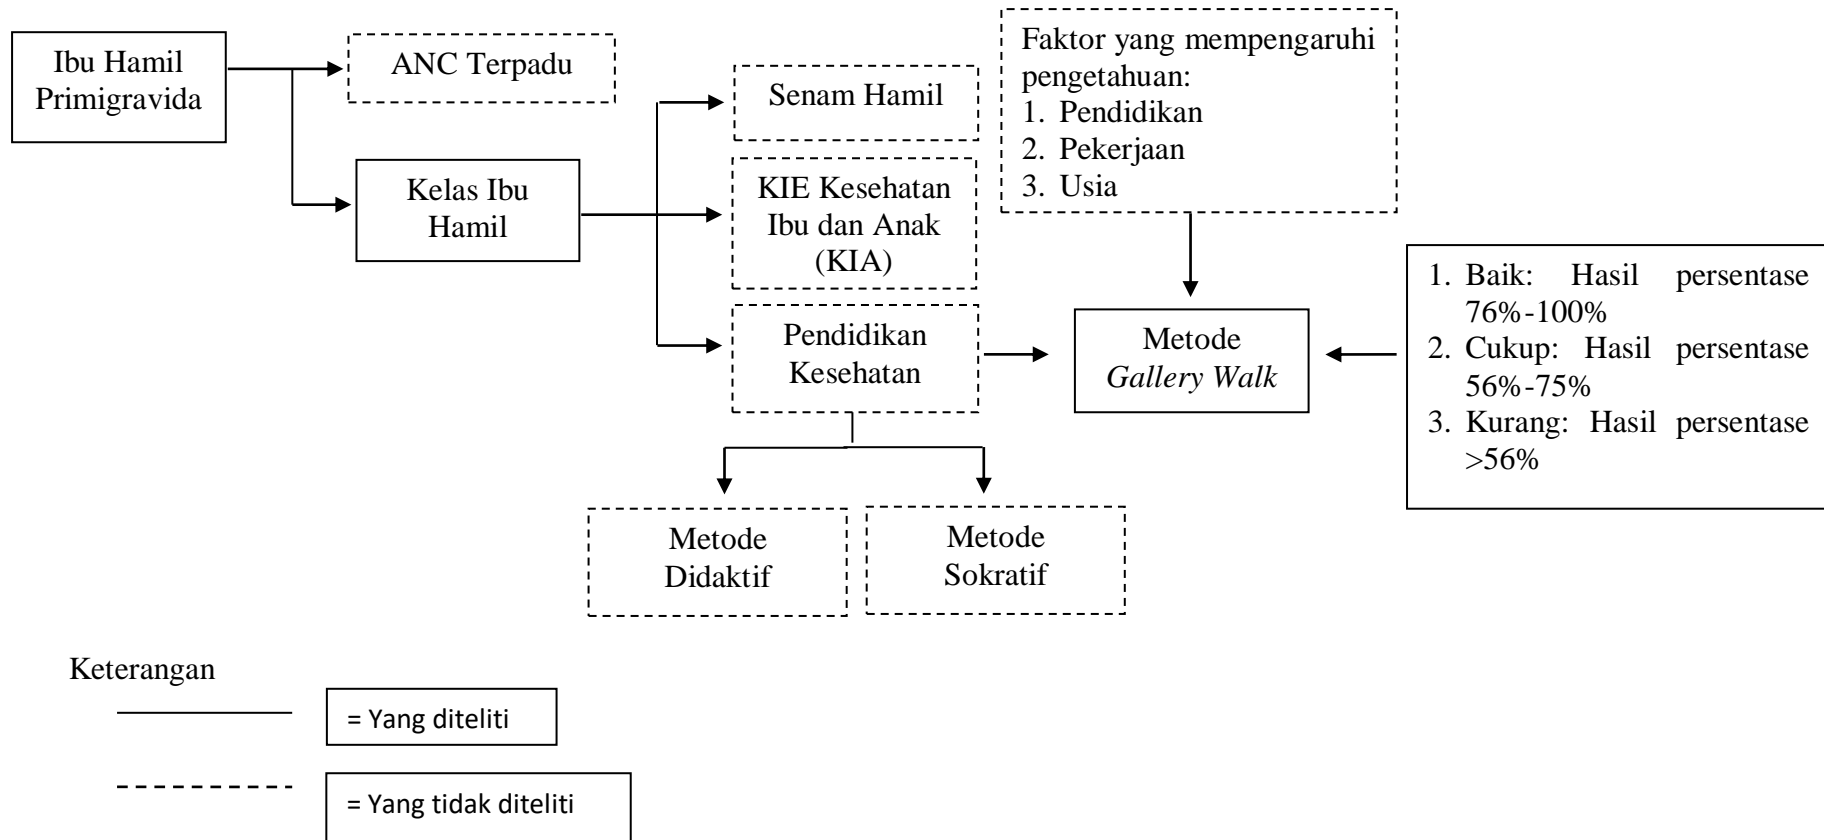 Ibu Hamil
Primigravida
ANC Terpadu
Kelas Ibu
Hamil
Senam Hamil
KIE Kesehatan
Ibu dan Anak
(KIA)
Pendidikan
Kesehatan
Faktor yang mempengaruhi
pengetahuan:
1. Pendidikan
2. Pekerjaan
3. Usia
Metode
Gallery Walk
1. Baik: Hasil persentase
76%-100%
2. Cukup: Hasil persentase
56%-75%
3. Kurang: Hasil persentase
>56%
Metode
Didaktif
Metode
Sokratif
Keterangan
= Yang diteliti
= Yang tidak diteliti